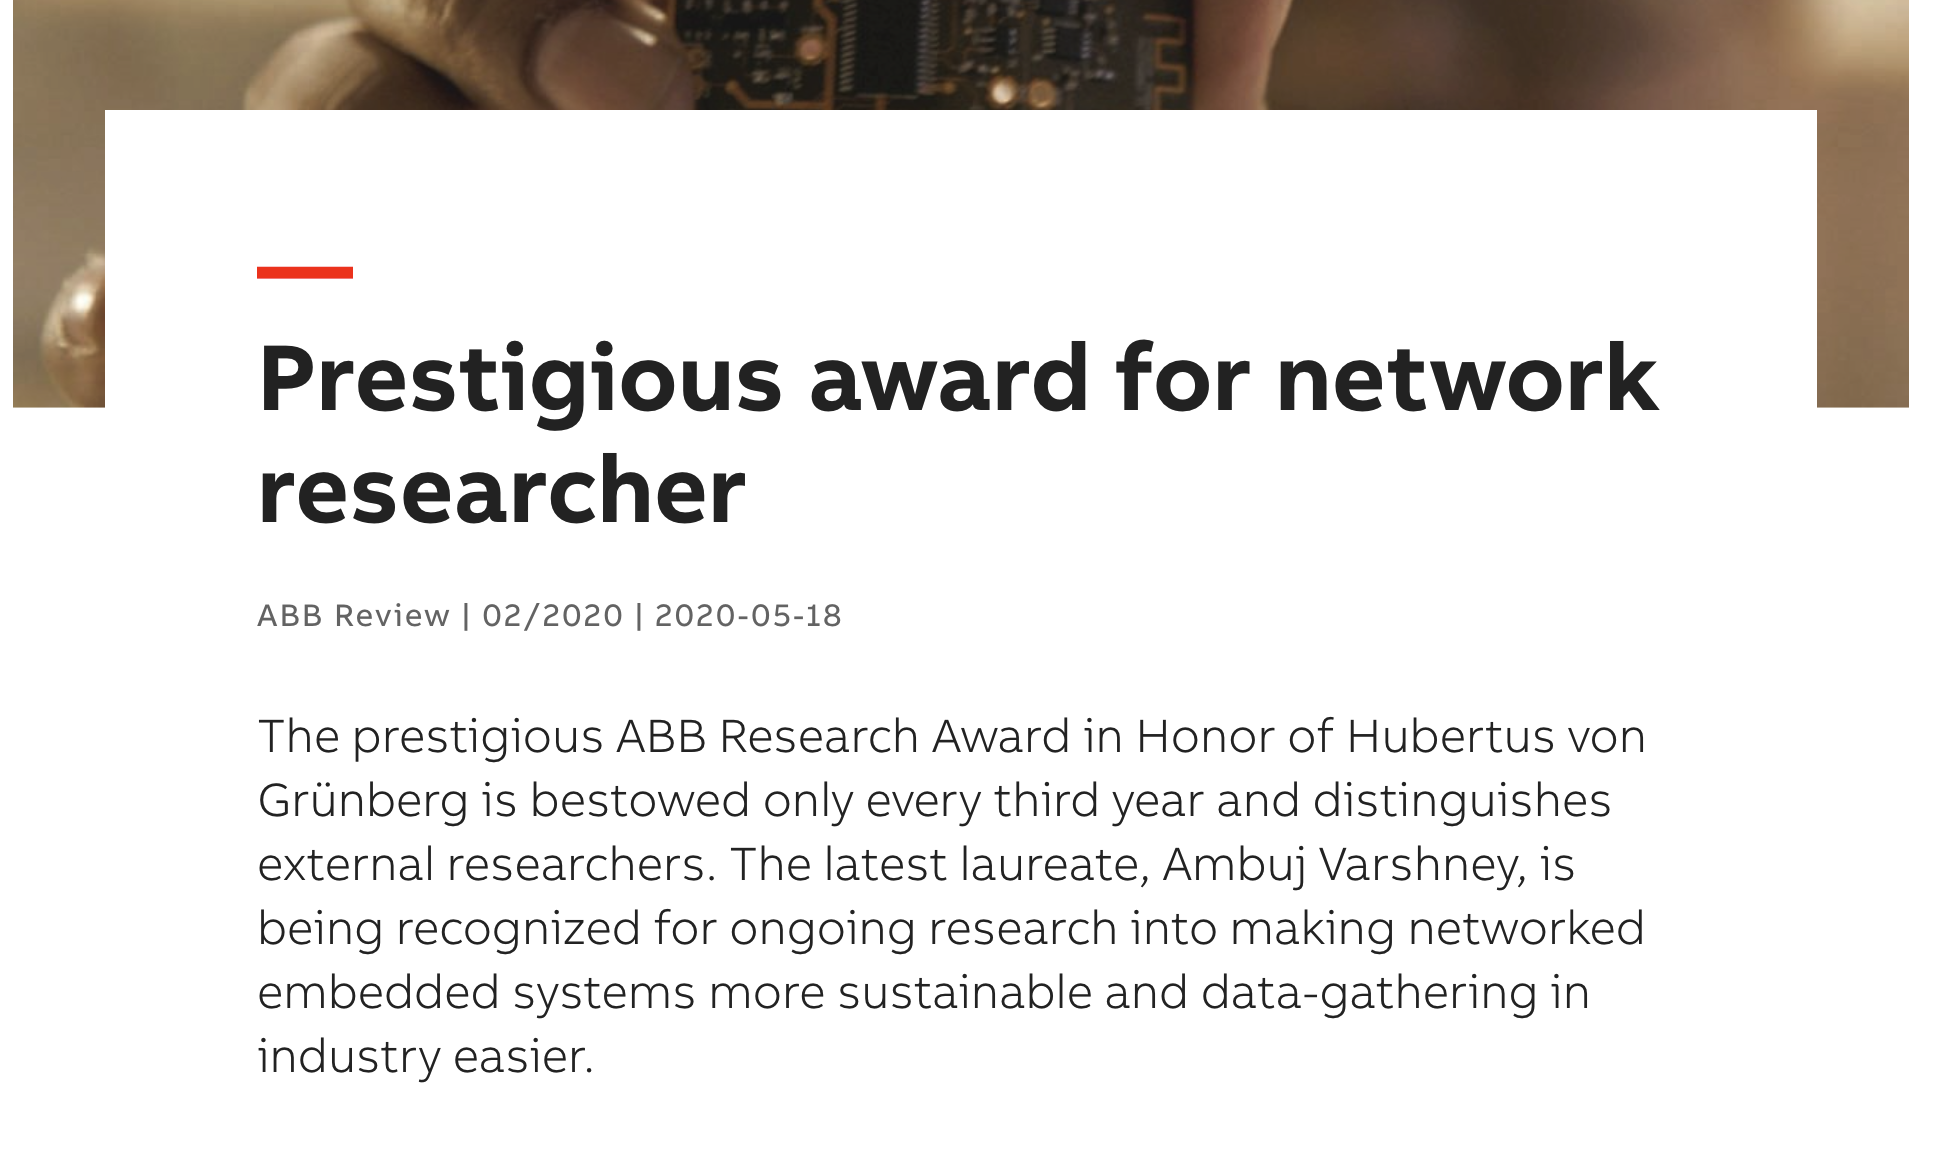 Prestigious award for network
researcher
ABB Review | 02/2020 | 2020-05-18
The prestigious ABB Research Award in Honor of Hubertus von
Grünberg is bestowed only every third year and distinguishes
external researchers. The latest laureate, Ambuj Varshney, is
being recognized for ongoing research into making networked
embedded systems more sustainable and data-gathering in
industry easier.